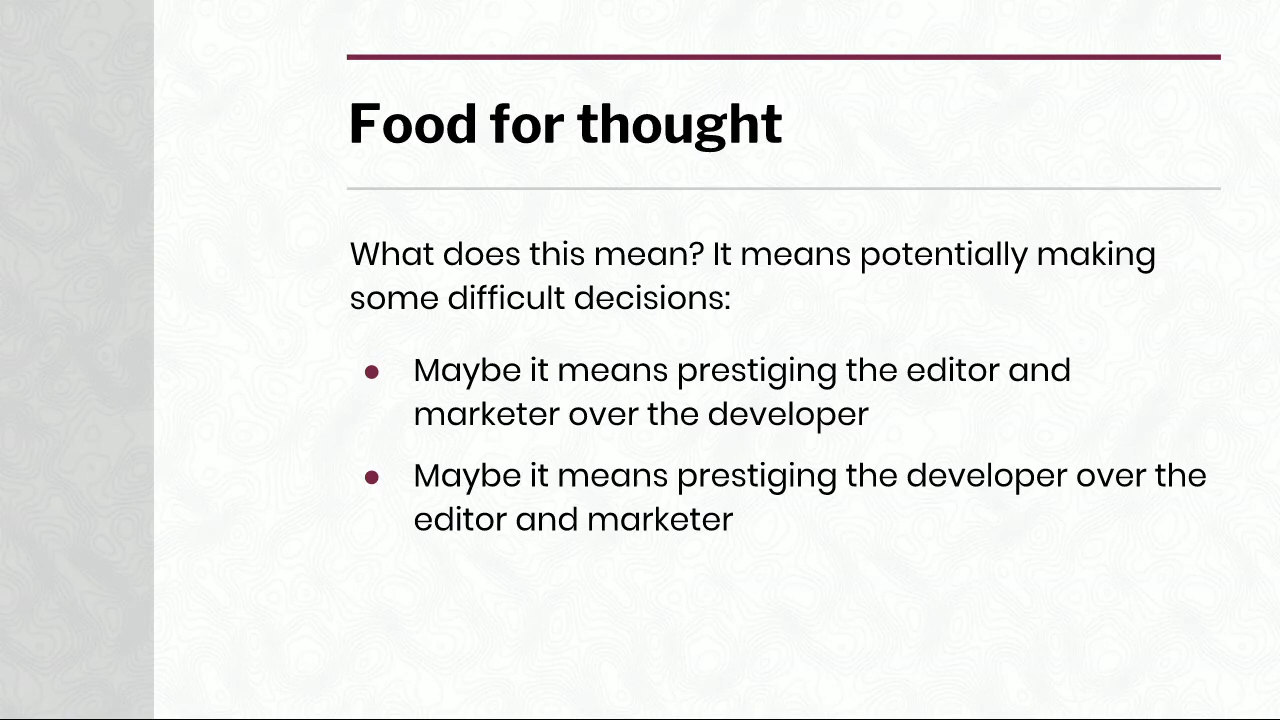 Food for thought
What does this mean? It means potentially making
some difficult decisions:
● Maybe it means prestiging the editor and
marketer over the developer
● Maybe it means prestiging the developer over the
editor and marketer